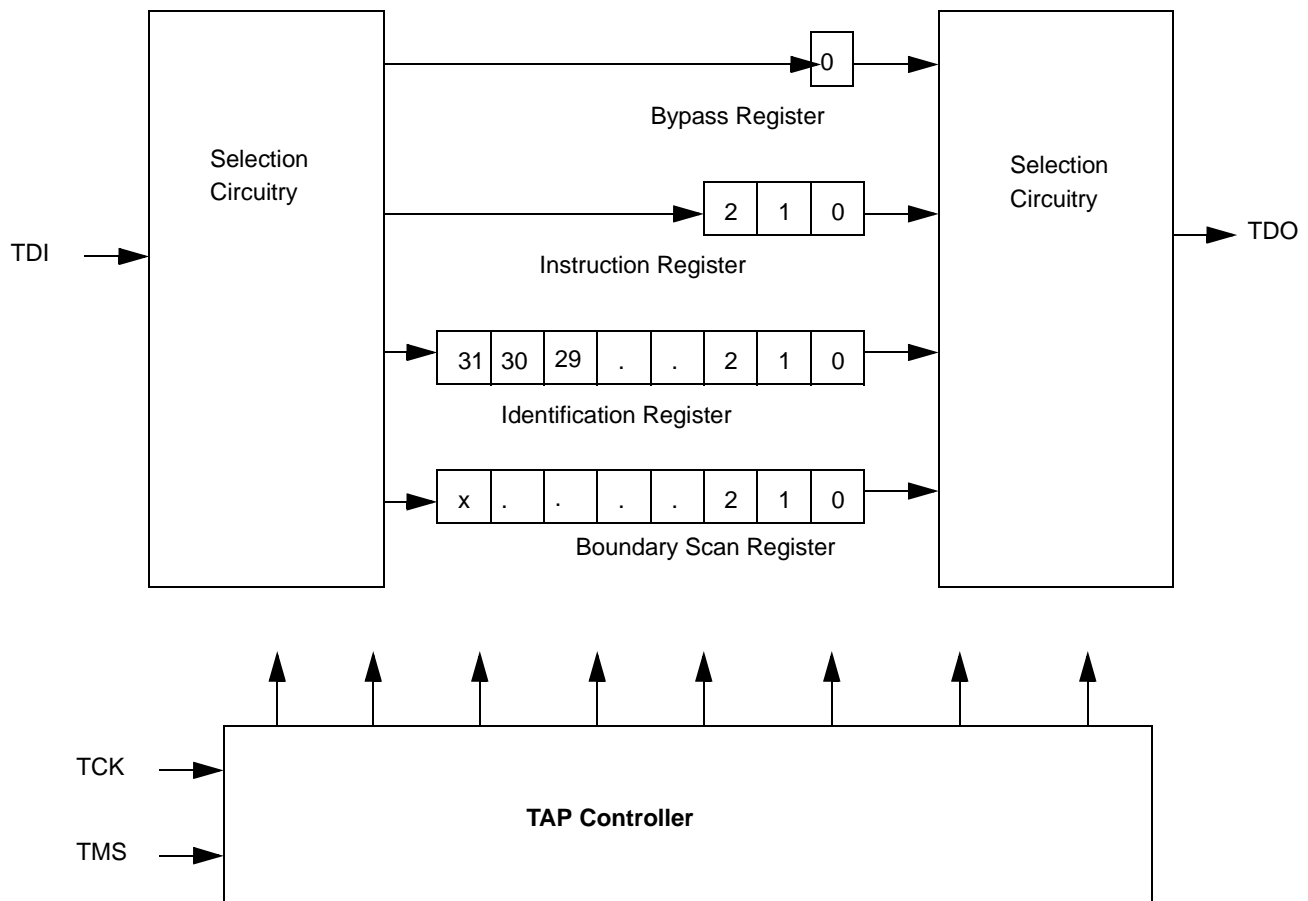 TDI
Selection
Circuitry
0
Bypass Register
2 1 0
Instruction Register
31 30 29 . . 2 1 0
Identification Register
x . . . . 2 1 0
Boundary Scan Register
Selection
Circuitry
TDO
TCK
TMS
TAP Controller